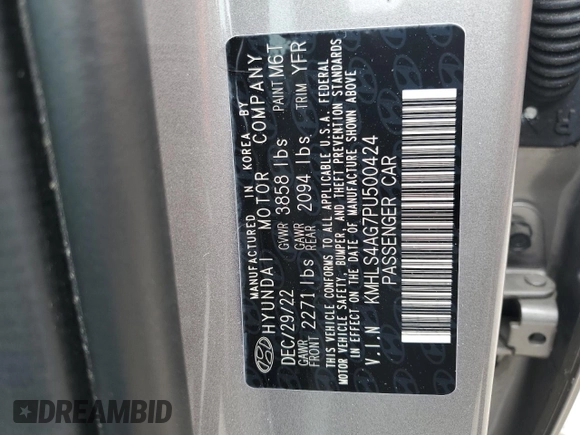 MANUFACTURED IN KOREA BY
HYUNDAI MOTOR COMPANY
DEC/29/22 GVWR 3858 lbs PAINT M6T
GAWR FRONT 2271 lbs GAWR REAR 2094 lbs TRIM YFR
THIS VEHICLE CONFORMS TO ALL APPLICABLE U.S.A. FEDERAL
MOTOR VEHICLE SAFETY, BUMPER, AND THEFT PREVENTION STANDARDS
IN EFFECT ON THE DATE OF MANUFACTURE SHOWN ABOVE
V.I.N KMHLS4AG7PU500424
PASSENGER CAR
DREAMBID